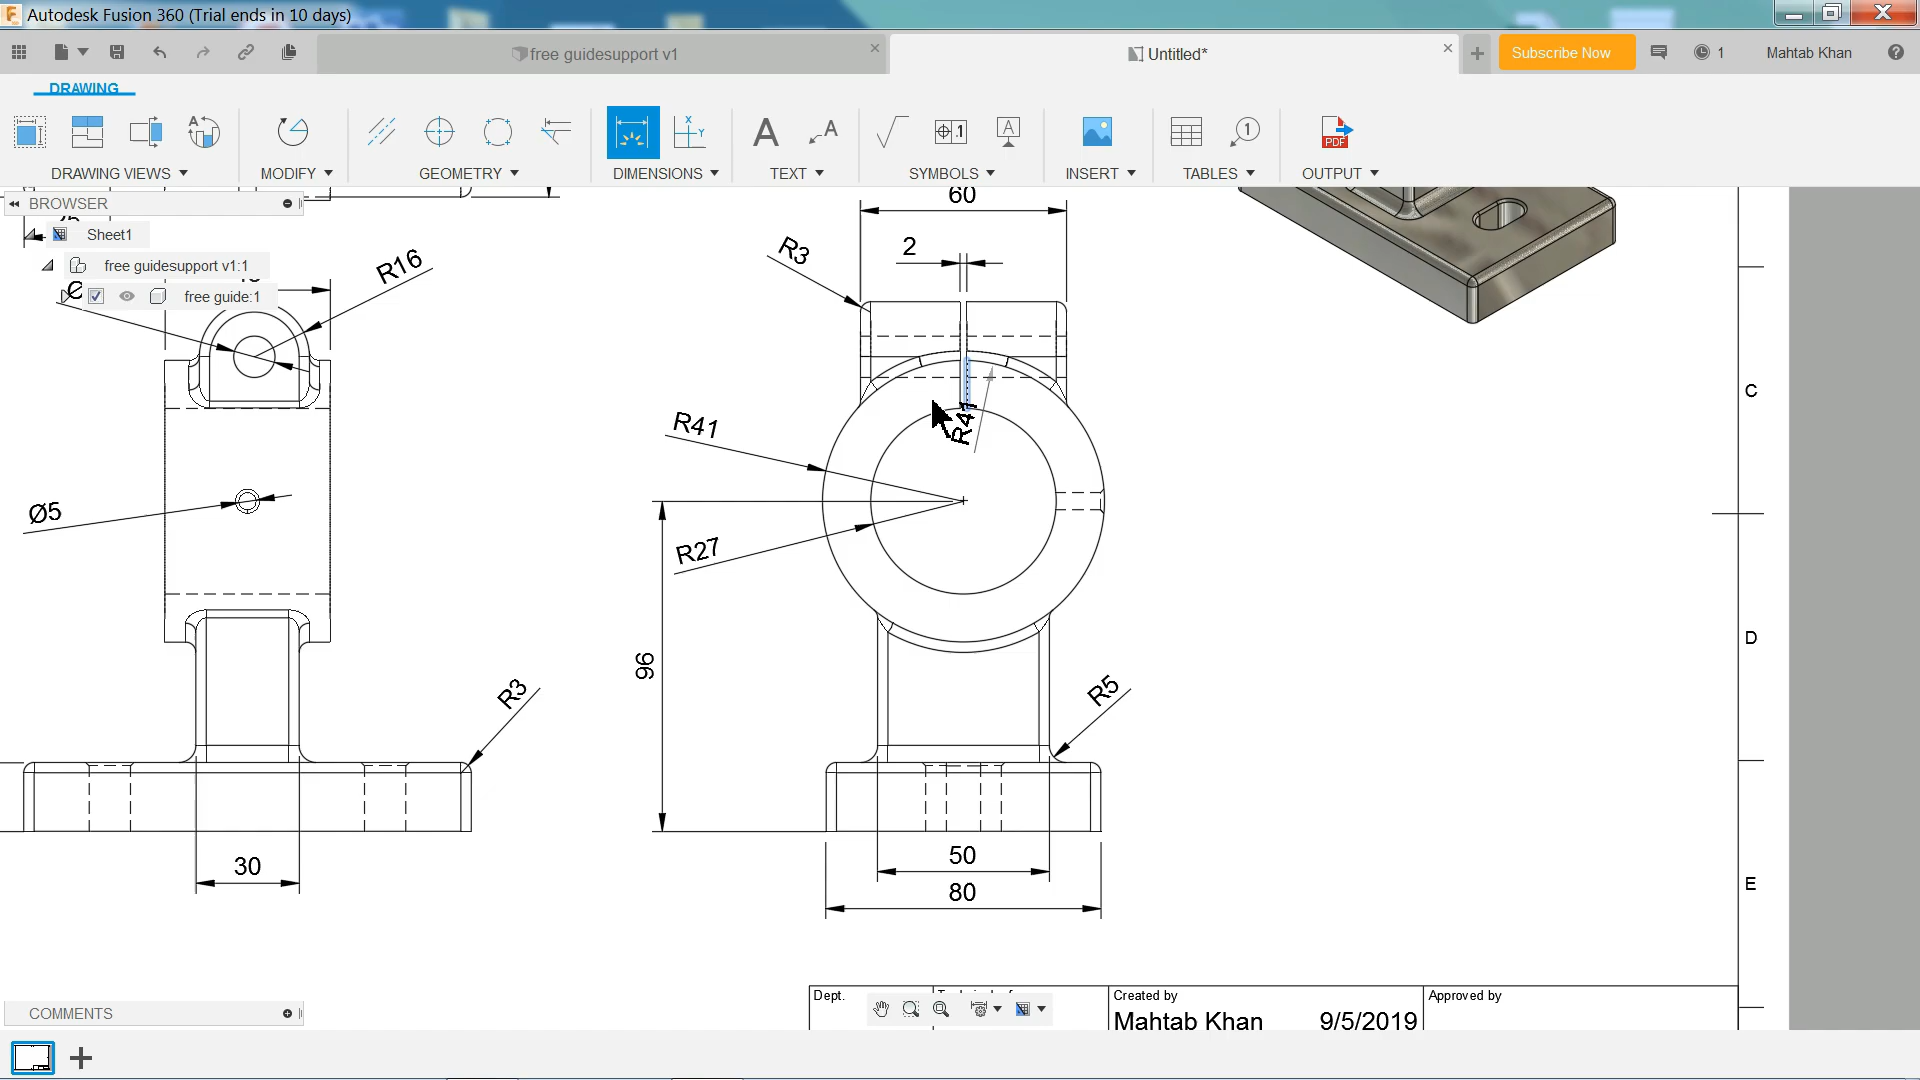 Autodesk Fusion 360 (Trial ends in 10 days)
free guidesupport v1
Untitled*
Subscribe Now
1
Mahtab Khan
DRAWING
DRAWING VIEWS
MODIFY
GEOMETRY
DIMENSIONS
TEXT
SYMBOLS
INSERT
TABLES
OUTPUT
BROWSER
Sheet1
free guidesupport v1:1
free guide:1
R16
Ø5
R3
30
60
2
R3
R41
R41
R27
96
R5
50
80
C
D
E
Dept.
Created by
Approved by
Mahtab Khan
9/5/2019
COMMENTS